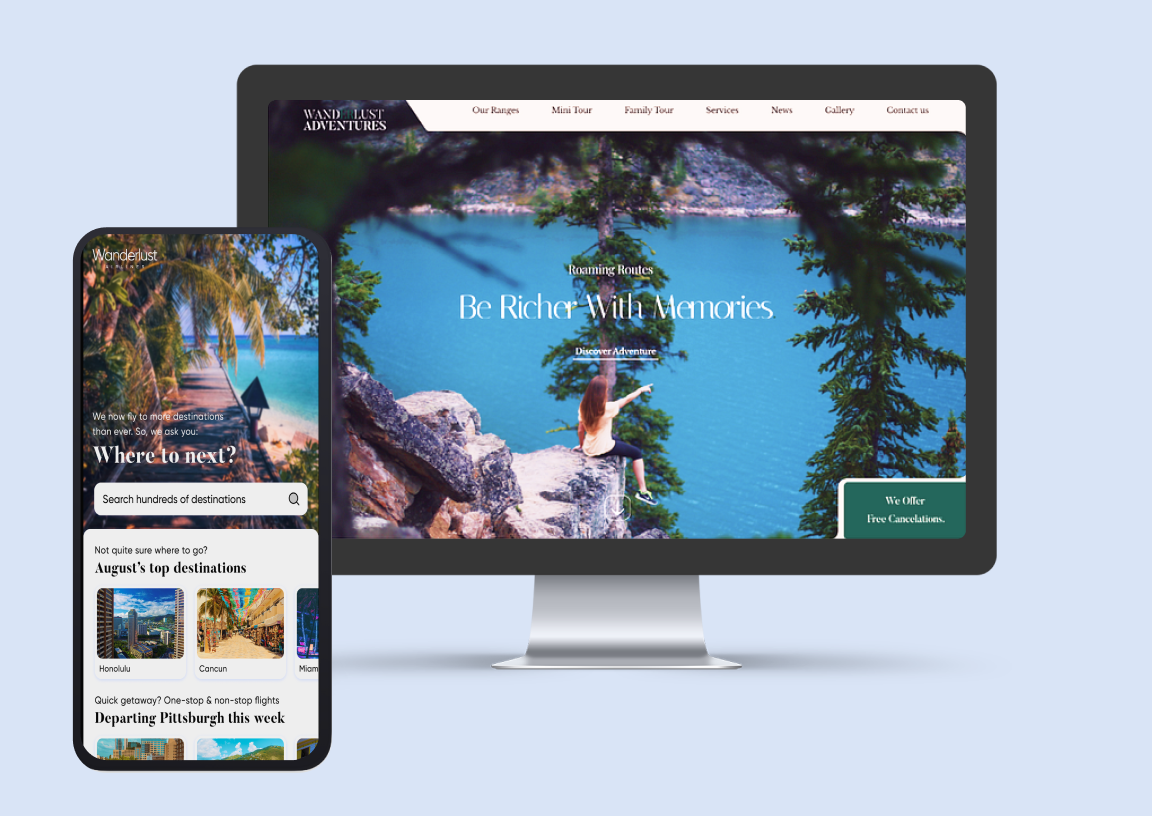 WANDERLUST
ADVENTURES
Our Ranges
Mini Tour
Family Tour
Services
News
Gallery
Contact us
Roaming Routes
Be Richer With Memories
Discover Adventure
We Offer
Free Cancelations.
Wanderlust
We now fly to more destinations
than ever. So, we ask you:
Where to next?
Search hundreds of destinations
Not quite sure where to go?
August's top destinations
Honolulu
Cancun
Miam
Quick getaway? One-stop & non-stop flights
Departing Pittsburgh this week